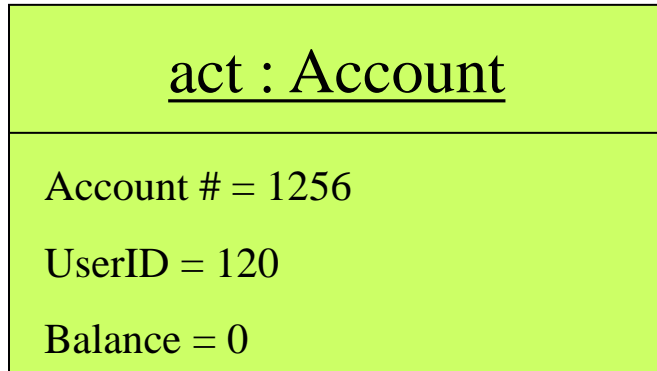 act : Account
Account # = 1256
UserID = 120
Balance = 0